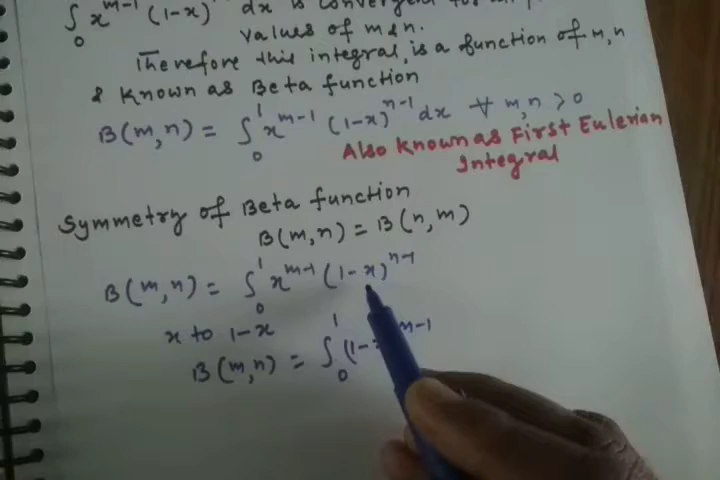 ∫₀¹ x^{m-1} (1-x) dx is convergent for
values of m & n.
Therefore this integral, is a function of m, n
& Known as Beta function
B(m,n) = ∫₀¹ x^{m-1} (1-x)^{n-1} dx ∀ m,n > 0
Also Known as First Eulerian
Integral
Symmetry of Beta function
B(m,n) = B(n,m)
B(m,n) = ∫₀¹ x^{m-1} (1-x)^{n-1}
x to 1-x
B(m,n) = ∫₀¹ (1-